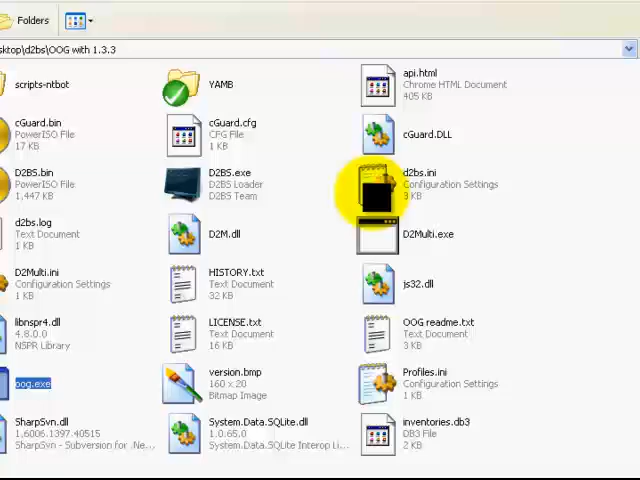 Folders
sktop\d2bs\OOG with 1.3.3
scripts-ntbot
YAMB
api.html
Chrome HTML Document
405 KB
cGuard.bin
PowerISO File
17 KB
cGuard.cfg
CFG File
1 KB
cGuard.DLL
D2BS.bin
PowerISO File
1,447 KB
D2BS.exe
D2BS Loader
D2BS Team
d2bs.ini
Configuration Settings
3 KB
d2bs.log
Text Document
1 KB
D2M.dll
D2Multi.exe
D2Multi.ini
Configuration Settings
1 KB
HISTORY.txt
Text Document
32 KB
js32.dll
libnspr4.dll
4.8.0.0
NSPR Library
LICENSE.txt
Text Document
16 KB
OOG readme.txt
Text Document
3 KB
oog.exe
version.bmp
160 x 20
Bitmap Image
Profiles.ini
Configuration Settings
1 KB
SharpSvn.dll
1.6006.1397.40515
SharpSvn - Subversion for .Ne...
System.Data.SQLite.dll
1.0.65.0
System.Data.SQLite Interop Li...
inventories.db3
DB3 File
2 KB